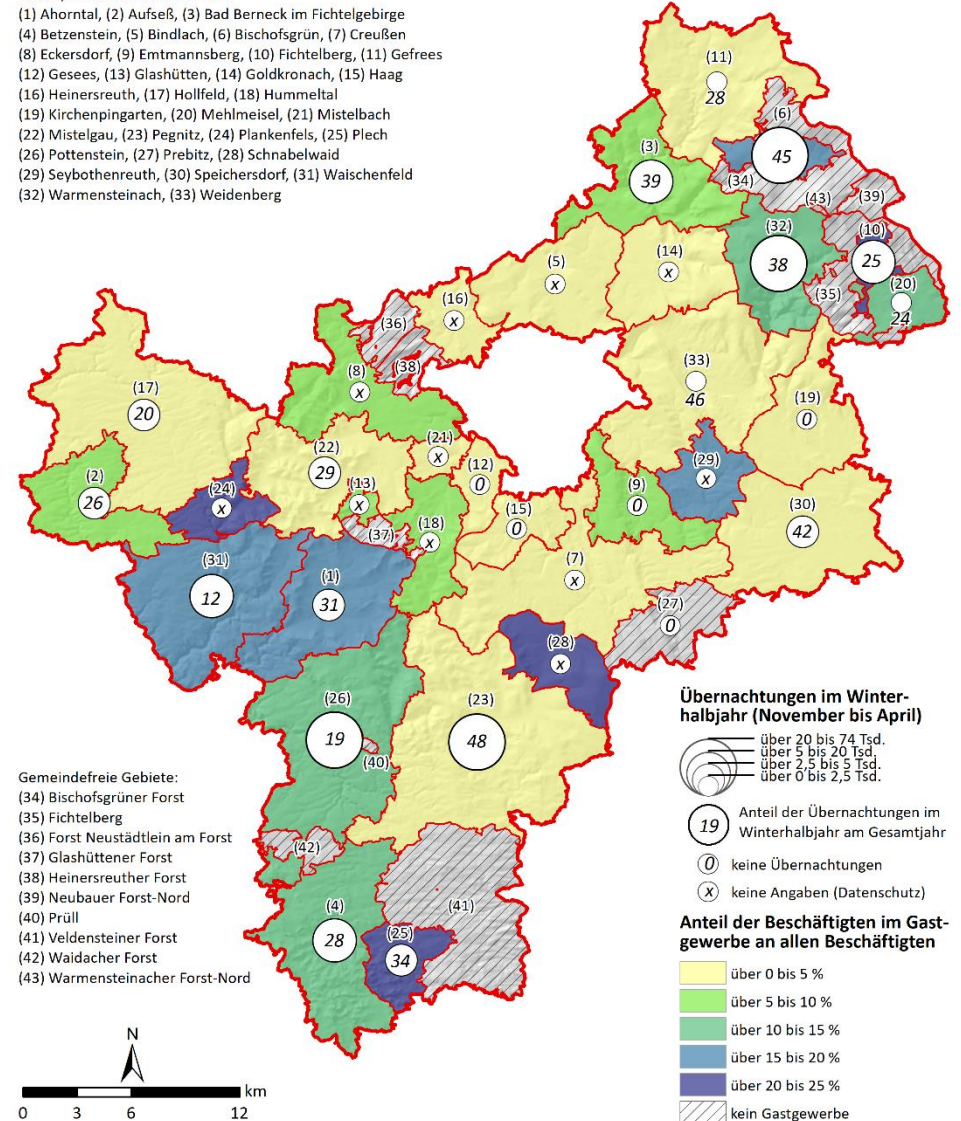 (1) Ahorntal, (2) Aufseß, (3) Bad Berneck im Fichtelgebirge
(4) Betzenstein, (5) Bindlach, (6) Bischofsgrün, (7) Creußen
(8) Eckersdorf, (9) Emtmannsberg, (10) Fichtelberg, (11) Gefrees
(12) Gesees, (13) Glashütten, (14) Goldkronach, (15) Haag
(16) Heinersreuth, (17) Hollfeld, (18) Hummeltal
(19) Kirchenpingarten, (20) Mehlmeisel, (21) Mistelbach
(22) Mistelgau, (23) Pegnitz, (24) Plankenfels, (25) Plech
(26) Pottenstein, (27) Prebitz, (28) Schnabelwaid
(29) Seybothenreuth, (30) Speichersdorf, (31) Waischenfeld
(32) Warmensteinach, (33) Weidenberg
(11)
28
(6)
45
(3)
39
(34)
(43)
(39)
(32)
38
(10)
25
(14)
x
(5)
x
(35)
(20)
24
(16)
x
(36)
(38)
(8)
x
(33)
46
(19)
0
(17)
20
(21)
x
(22)
29
(12)
0
(29)
x
(2)
26
(24)
x
(13)
x
(9)
0
(30)
42
(15)
0
(18)
x
(37)
(31)
12
(1)
31
(7)
x
(27)
0
(28)
x
(26)
19
(23)
48
(40)
(42)
(4)
28
(25)
34
(41)
Gemeindefreie Gebiete:
(34) Bischofsgrüner Forst
(35) Fichtelberg
(36) Forst Neustädtlein am Forst
(37) Glashüttener Forst
(38) Heinersreuther Forst
(39) Neubauer Forst-Nord
(40) Prüll
(41) Veldensteiner Forst
(42) Waidacher Forst
(43) Warmensteinacher Forst-Nord
N
km
0 3 6 12
Übernachtungen im Winter-
halbjahr (November bis April)
über 20 bis 74 Tsd.
über 5 bis 20 Tsd.
über 2,5 bis 5 Tsd.
über 0 bis 2,5 Tsd.
19 Anteil der Übernachtungen im
Winterhalbjahr am Gesamtjahr
0 keine Übernachtungen
x keine Angaben (Datenschutz)
Anteil der Beschäftigten im Gast-
gewerbe an allen Beschäftigten
über 0 bis 5 %
über 5 bis 10 %
über 10 bis 15 %
über 15 bis 20 %
über 20 bis 25 %
kein Gastgewerbe